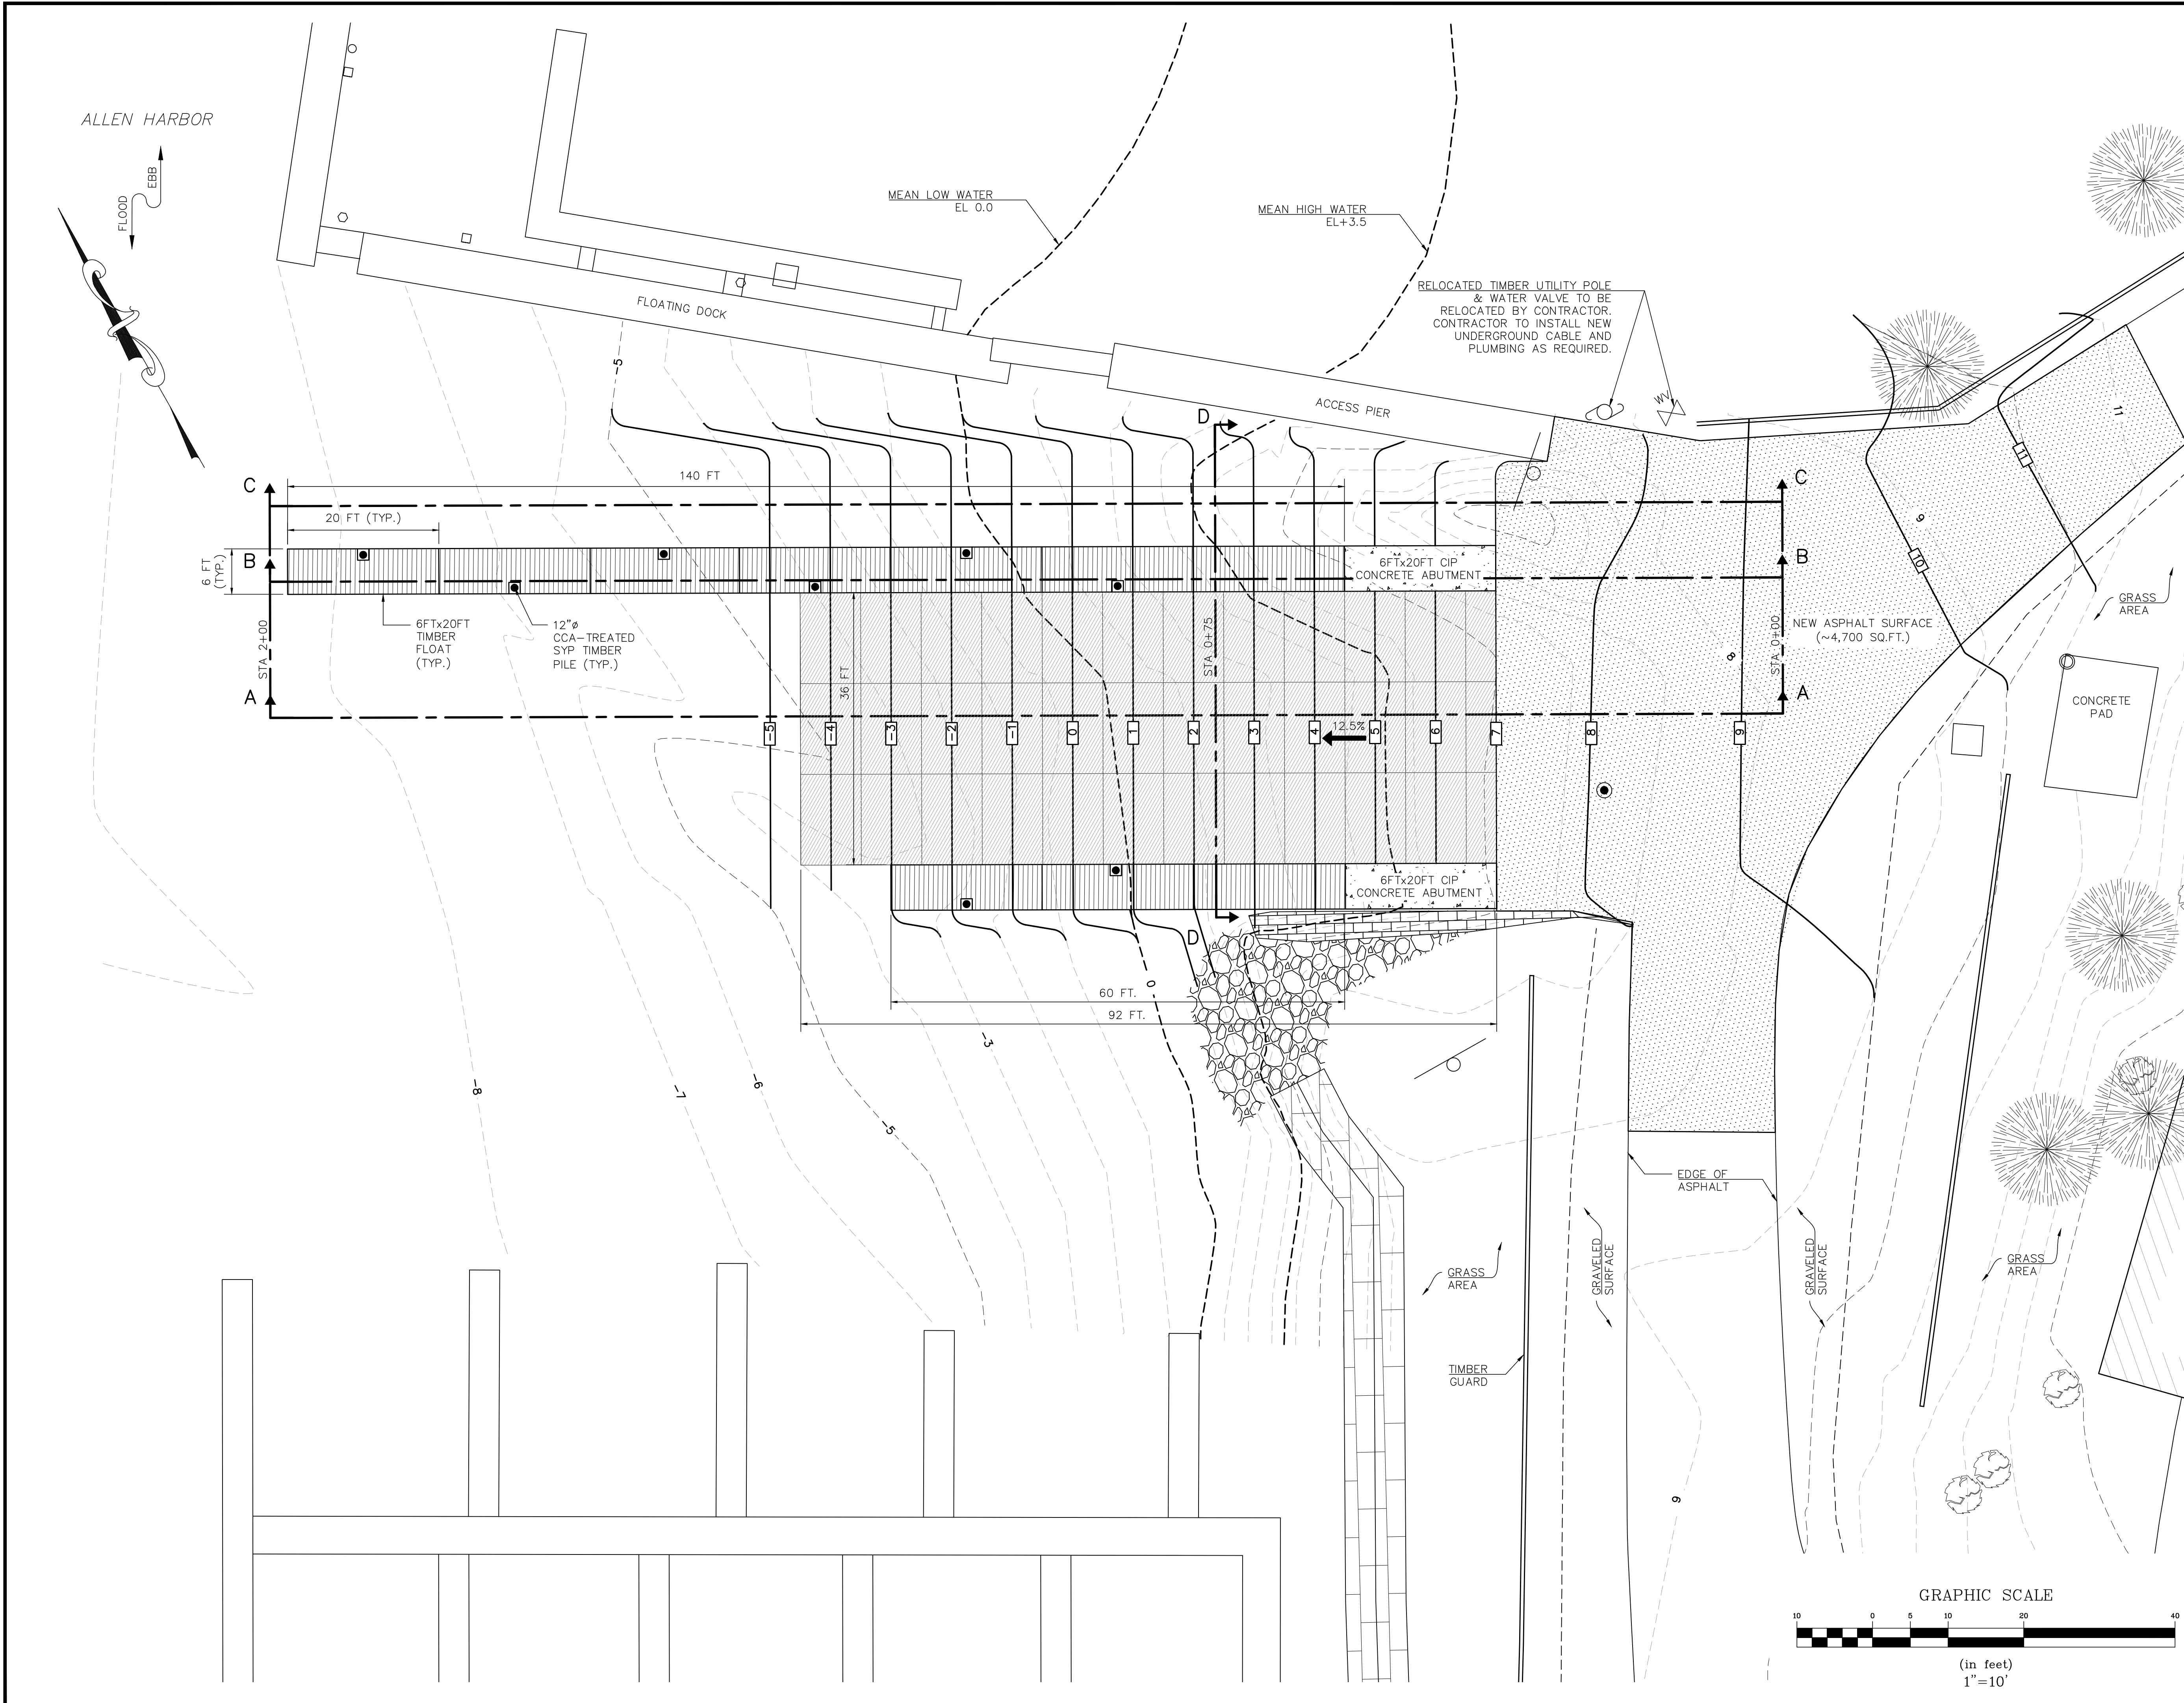 ALLEN HARBOR
EBB
FLOOD
MEAN LOW WATER
EL 0.0
MEAN HIGH WATER
EL+3.5
RELOCATED TIMBER UTILITY POLE
& WATER VALVE TO BE
RELOCATED BY CONTRACTOR.
CONTRACTOR TO INSTALL NEW
UNDERGROUND CABLE AND
PLUMBING AS REQUIRED.
WV
FLOATING DOCK
ACCESS PIER
-5
11
11
D
140 FT
C
C
20 FT (TYP.)
9
10
B
B
6 FT
(TYP.)
6FTx20FT CIP
CONCRETE ABUTMENT
GRASS
AREA
6FTx20FT
TIMBER
FLOAT
(TYP.)
12"ø
CCA-TREATED
SYP TIMBER
PILE (TYP.)
STA 2+00
STA 0+75
STA 0+00
NEW ASPHALT SURFACE
(~4,700 SQ.FT.)
8
36 FT
A
A
CONCRETE
PAD
-5
-4
-3
-2
-1
0
1
2
3
4
12.5%
5
6
7
8
9
6FTx20FT CIP
CONCRETE ABUTMENT
D
0
60 FT.
92 FT.
-3
-8
-7
-6
-5
EDGE OF
ASPHALT
GRASS
AREA
GRAVELED
SURFACE
GRAVELED
SURFACE
GRASS
AREA
TIMBER
GUARD
9
GRAPHIC SCALE
10 0 5 10 20 40
(in feet)
1"=10'